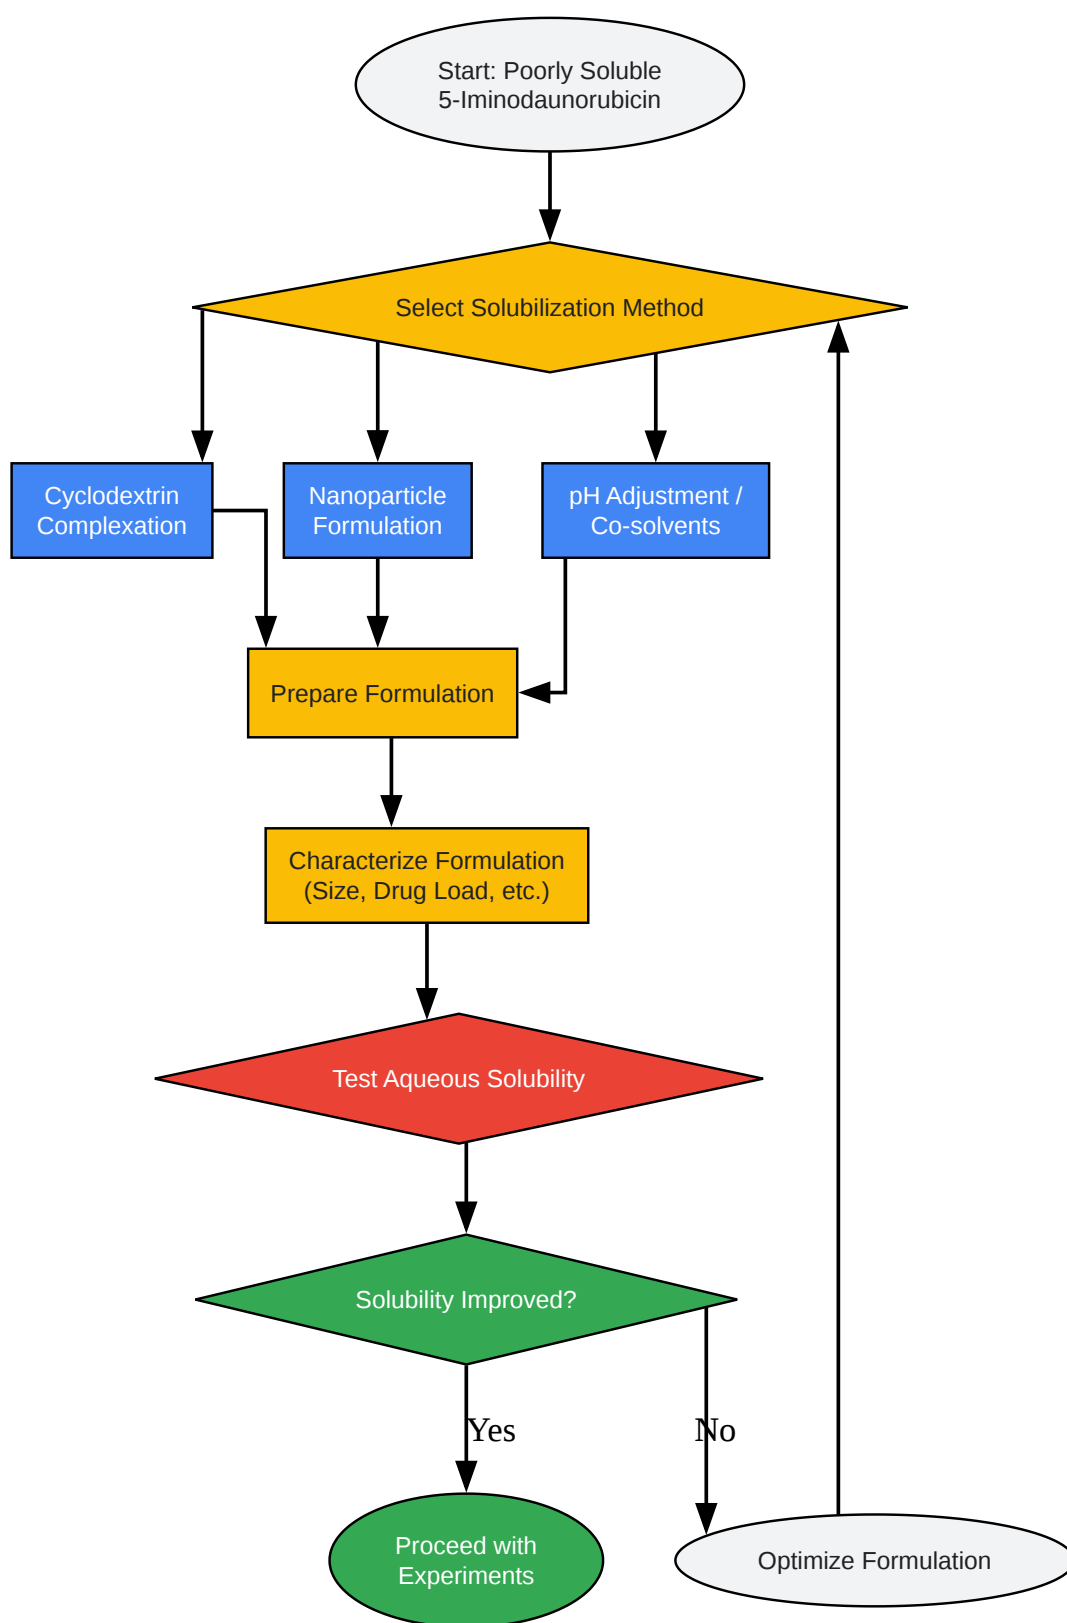 Start: Poorly Soluble
5-Iminodaunorubicin
Select Solubilization Method
Cyclodextrin
Complexation
Nanoparticle
Formulation
pH Adjustment /
Co-solvents
Prepare Formulation
Characterize Formulation
(Size, Drug Load, etc.)
Test Aqueous Solubility
Solubility Improved?
Yes
No
Proceed with
Experiments
Optimize Formulation